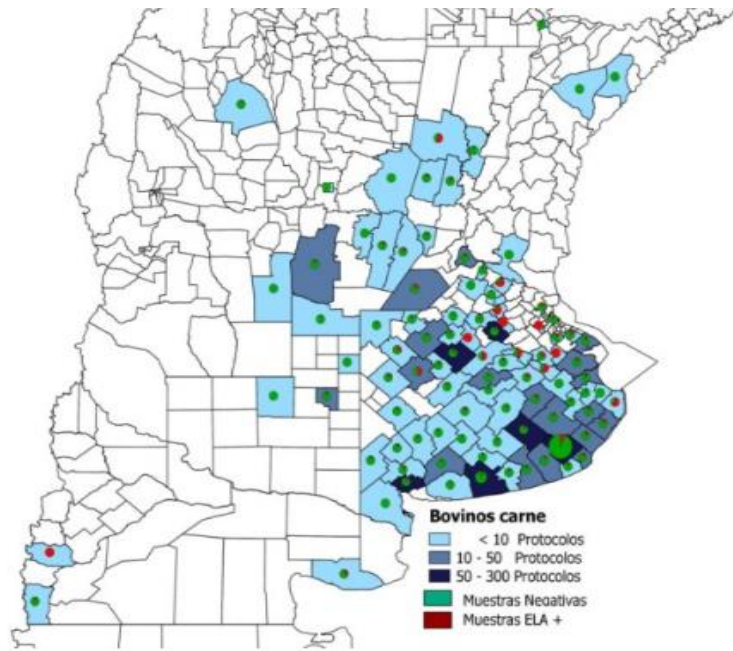 Bovinos carne
< 10 Protocolos
10 - 50 Protocolos
50 - 300 Protocolos
Muestras Negativas
Muestras ELA +